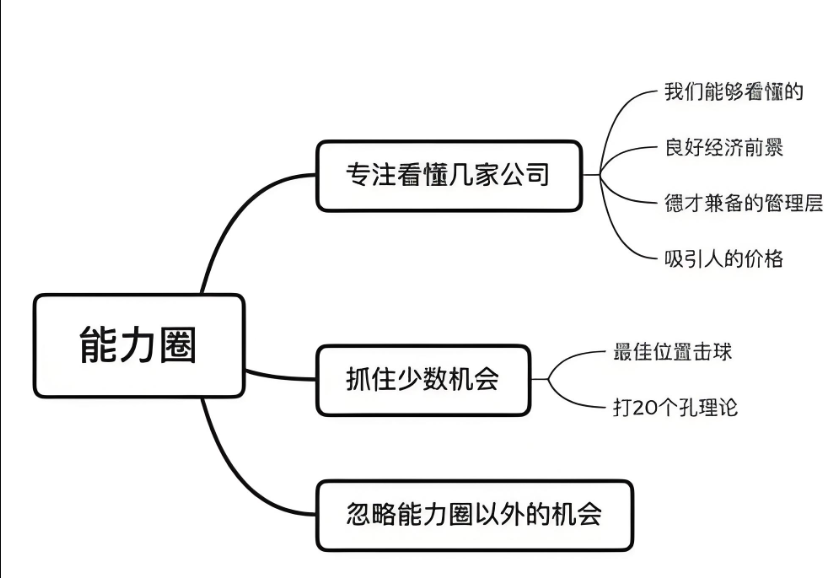 能力圈
专注看懂几家公司
我们能够看懂的
良好经济前景
德才兼备的管理层
吸引人的价格
抓住少数机会
最佳位置击球
打20个孔理论
忽略能力圈以外的机会